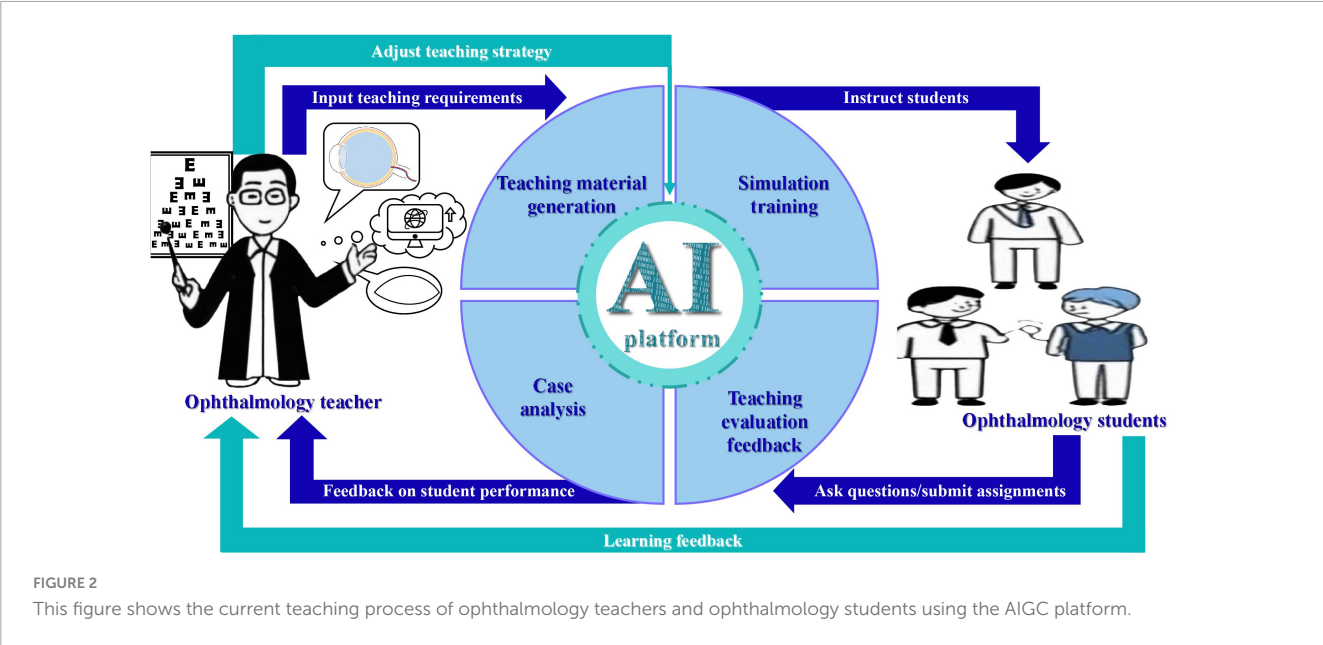 Adjust teaching strategy
Input teaching requirements
Instruct students
E
Teaching material
generation
Simulation
training
AI
platform
Case
analysis
Teaching
evaluation
feedback
Ophthalmology teacher
Ophthalmology students
Feedback on student performance
Ask questions/submit assignments
Learning feedback
FIGURE 2
This figure shows the current teaching process of ophthalmology teachers and ophthalmology students using the AIGC platform.